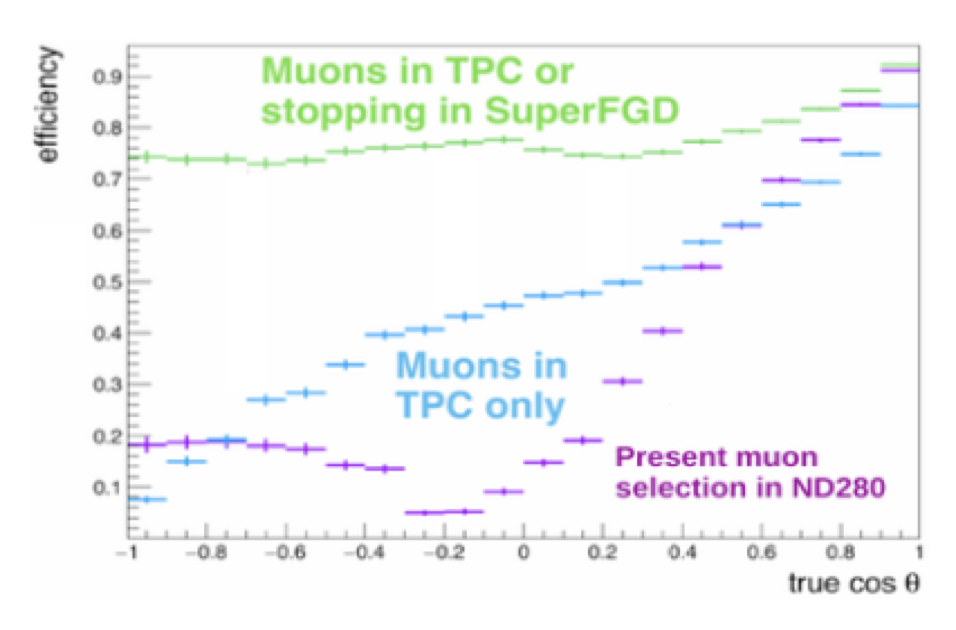 efficiency
0.9
0.8
0.7
0.6
0.5
0.4
0.3
0.2
0.1
Muons in TPC or
stopping in SuperFGD
Muons in
TPC only
Present muon
selection in ND280
−1 −0.8 −0.6 −0.4 −0.2 0 0.2 0.4 0.6 0.8 1
true cos θ